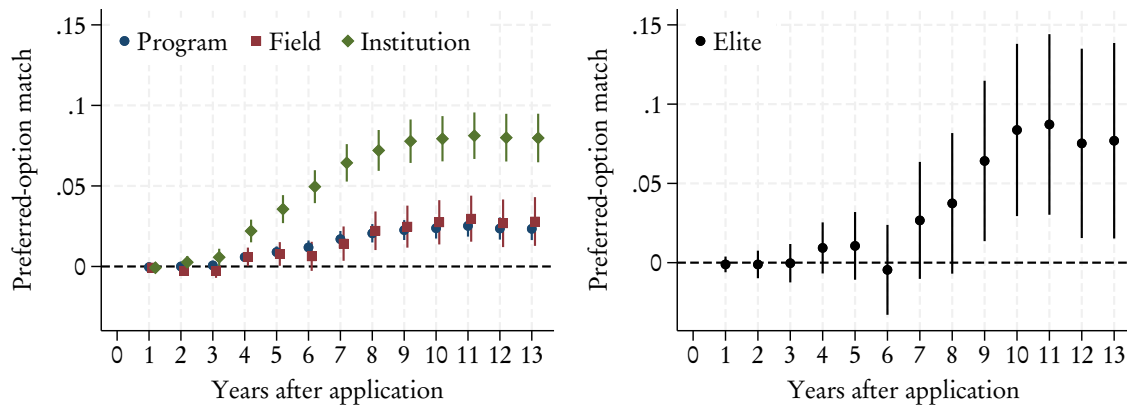 Preferred-option match
.15
.1
.05
0
Program Field Institution
0 1 2 3 4 5 6 7 8 9 10 11 12 13
Years after application
Preferred-option match
.15
.1
.05
0
Elite
0 1 2 3 4 5 6 7 8 9 10 11 12 13
Years after application